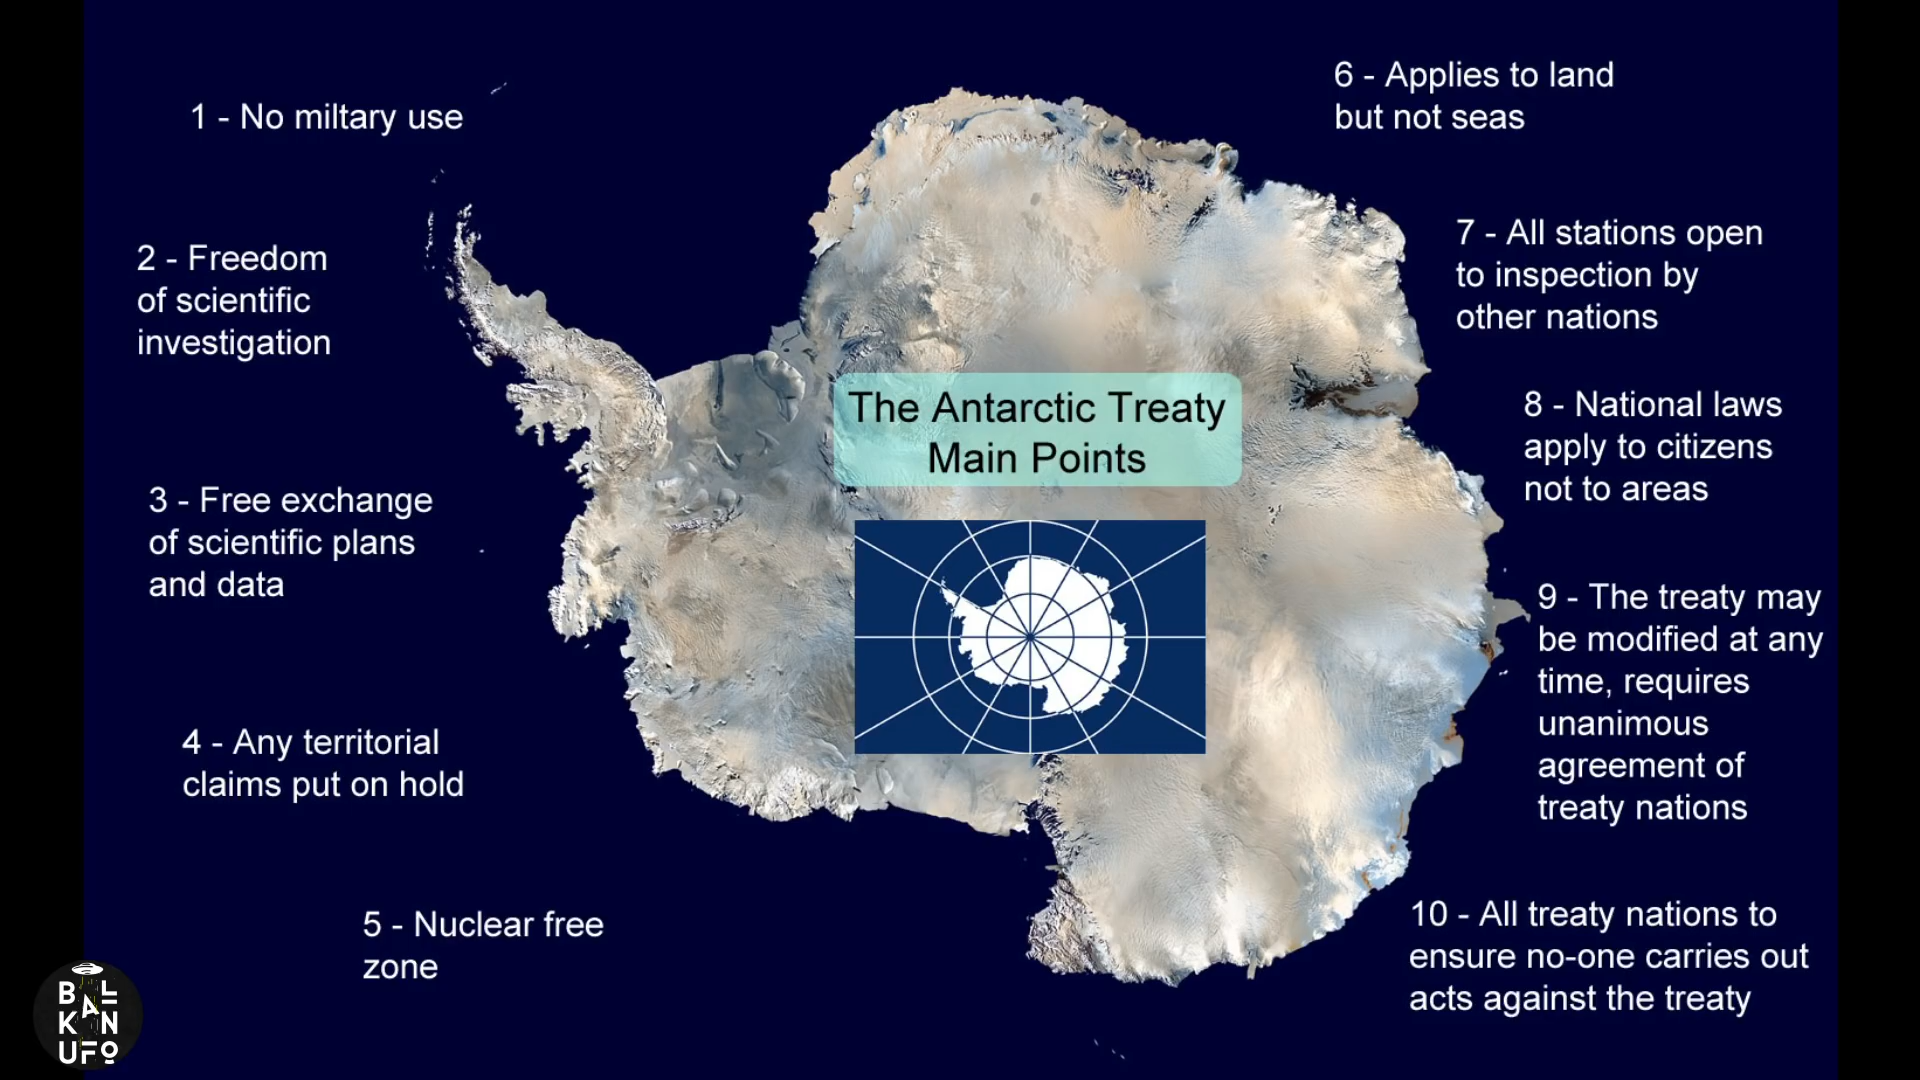 1 - No miltary use
2 - Freedom
of scientific
investigation
3 - Free exchange
of scientific plans
and data
4 - Any territorial
claims put on hold
5 - Nuclear free
zone
The Antarctic Treaty
Main Points
6 - Applies to land
but not seas
7 - All stations open
to inspection by
other nations
8 - National laws
apply to citizens
not to areas
9 - The treaty may
be modified at any
time, requires
unanimous
agreement of
treaty nations
10 - All treaty nations to
ensure no-one carries out
acts against the treaty
BAL
KAN
UFO